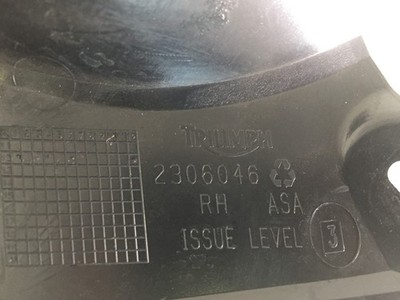 TRIUMPH
2306046
RH ASA
ISSUE LEVEL 3